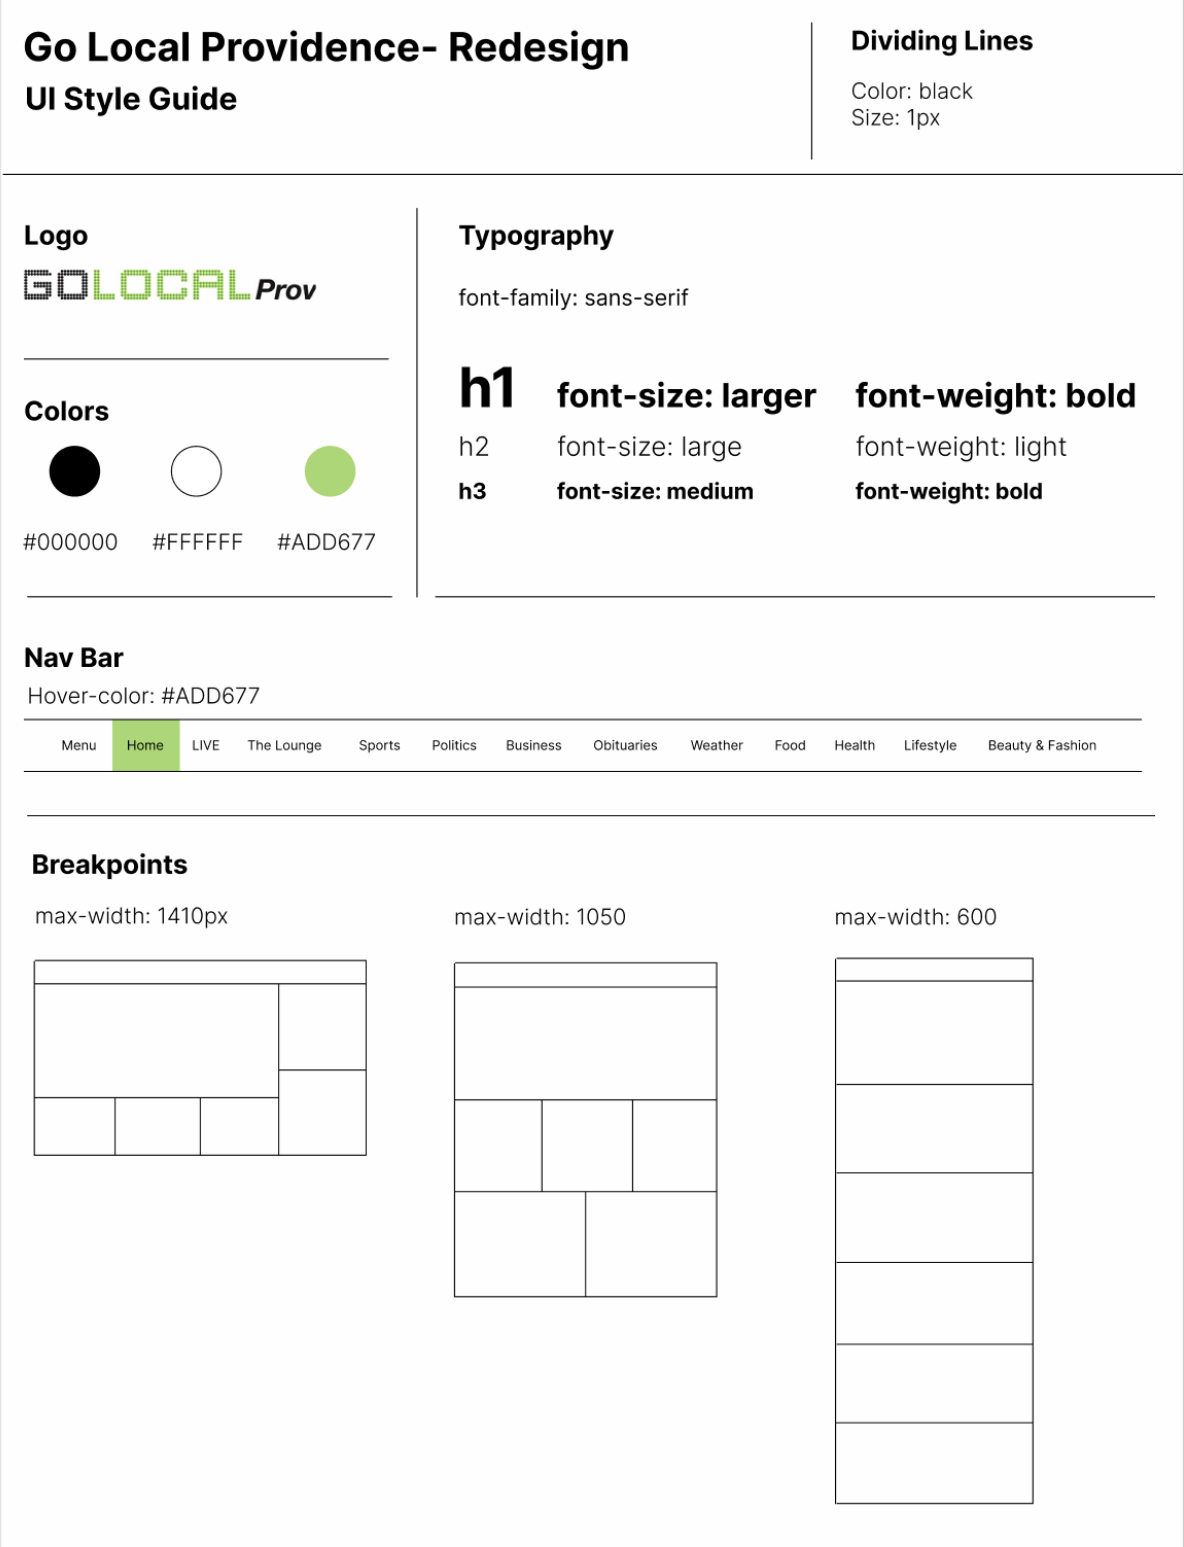 Go Local Providence- Redesign
UI Style Guide
Dividing Lines
Color: black
Size: 1px
Logo
GOLOCAL Prov
Colors
#000000 #FFFFFF #ADD677
Typography
font-family: sans-serif
h1 font-size: larger font-weight: bold
h2 font-size: large font-weight: light
h3 font-size: medium font-weight: bold
Nav Bar
Hover-color: #ADD677
Menu Home LIVE The Lounge Sports Politics Business Obituaries Weather Food Health Lifestyle Beauty & Fashion
Breakpoints
max-width: 1410px max-width: 1050 max-width: 600